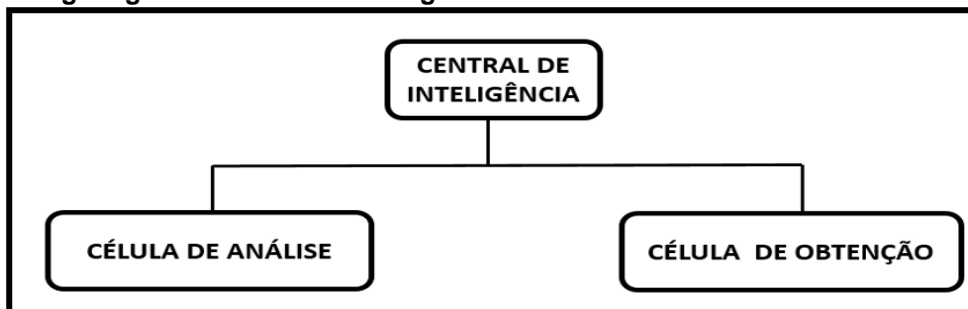 CENTRAL DE
INTELIGÊNCIA
CÉLULA DE ANÁLISE
CÉLULA DE OBTENÇÃO